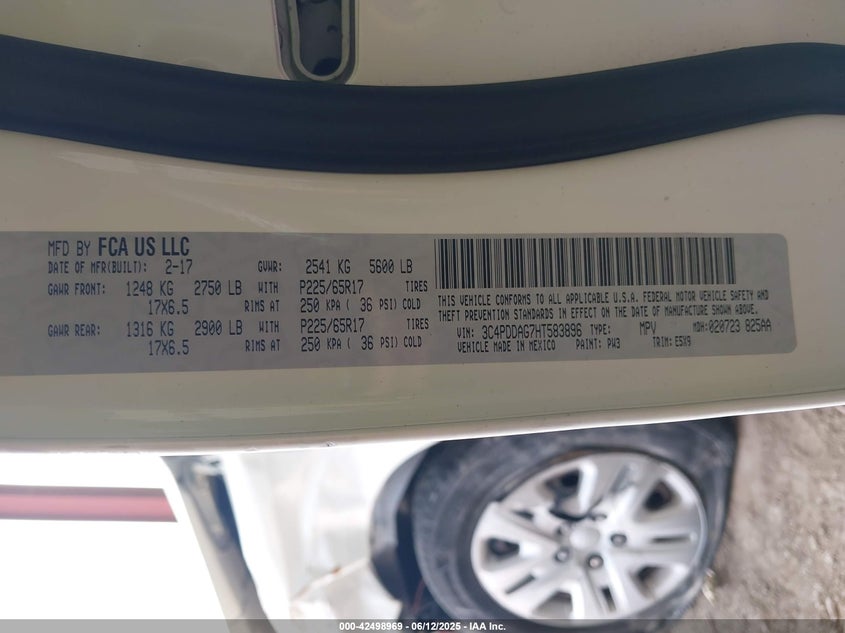 MFD BY FCA US LLC
DATE OF MFR(BUILT): 2-17 GVWR: 2541 KG 5600 LB
GAWR FRONT: 1248 KG 2750 LB WITH P225/65R17 TIRES
17X6.5 RIMS AT 250 KPA ( 36 PSI) COLD
GAWR REAR: 1316 KG 2900 LB WITH P225/65R17 TIRES
17X6.5 RIMS AT 250 KPA ( 36 PSI) COLD
THIS VEHICLE CONFORMS TO ALL APPLICABLE U.S.A. FEDERAL MOTOR VEHICLE SAFETY AND
THEFT PREVENTION STANDARDS IN EFFECT ON THE DATE OF MANUFACTURE SHOWN ABOVE.
VIN: 3C4PDDAG7HT583896 TYPE: MPV MDH: 020723 825AA
VEHICLE MADE IN MEXICO PAINT: PW3 TRIM: E5X9
000-42498969 - 06/12/2025 - IAA Inc.